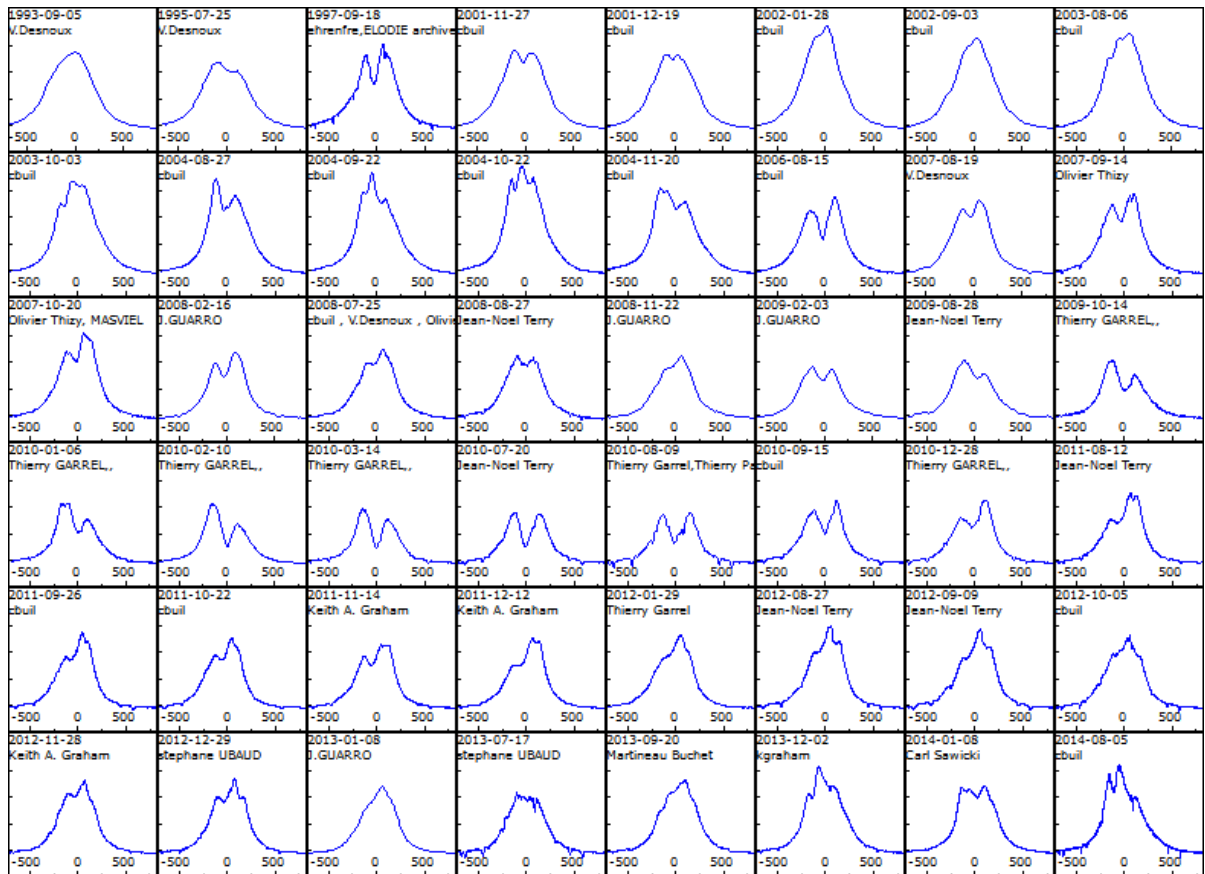 1993-09-05 1995-07-25 1997-09-18 2001-11-27 2001-12-19 2002-01-28 2002-09-03 2003-08-06
V.Desnoux V.Desnoux ehrenfre,ELODIE archive cbuil cbuil cbuil cbuil cbuil
-500 0 500 -500 0 500 -500 0 500 -500 0 500 -500 0 500 -500 0 500 -500 0 500 -500 0 500
2003-10-03 2004-08-27 2004-09-22 2004-10-22 2004-11-20 2006-08-15 2007-08-19 2007-09-14
cbuil cbuil cbuil cbuil cbuil cbuil V.Desnoux Olivier Thizy
-500 0 500 -500 0 500 -500 0 500 -500 0 500 -500 0 500 -500 0 500 -500 0 500 -500 0 500
2007-10-20 2008-02-16 2008-07-25 2008-08-27 2008-11-22 2009-02-03 2009-08-28 2009-10-14
Olivier Thizy, MASVIEL J.GUARRO cbuil , V.Desnoux , Olivi Jean-Noel Terry J.GUARRO J.GUARRO Jean-Noel Terry Thierry GARREL,,
-500 0 500 -500 0 500 -500 0 500 -500 0 500 -500 0 500 -500 0 500 -500 0 500 -500 0 500
2010-01-06 2010-02-10 2010-03-14 2010-07-20 2010-08-09 2010-09-15 2010-12-28 2011-08-12
Thierry GARREL,, Thierry GARREL,, Thierry GARREL,, Jean-Noel Terry Thierry Garrel,Thierry Pa cbuil Thierry GARREL,, Jean-Noel Terry
-500 0 500 -500 0 500 -500 0 500 -500 0 500 -500 0 500 -500 0 500 -500 0 500 -500 0 500
2011-09-26 2011-10-22 2011-11-14 2011-12-12 2012-01-29 2012-08-27 2012-09-09 2012-10-05
cbuil cbuil Keith A. Graham Keith A. Graham Thierry Garrel Jean-Noel Terry Jean-Noel Terry cbuil
-500 0 500 -500 0 500 -500 0 500 -500 0 500 -500 0 500 -500 0 500 -500 0 500 -500 0 500
2012-11-28 2012-12-29 2013-01-08 2013-07-17 2013-09-20 2013-12-02 2014-01-08 2014-08-05
Keith A. Graham stephane UBAUD J.GUARRO stephane UBAUD Martineau Buchet kgraham Carl Sawicki cbuil
-500 0 500 -500 0 500 -500 0 500 -500 0 500 -500 0 500 -500 0 500 -500 0 500 -500 0 500